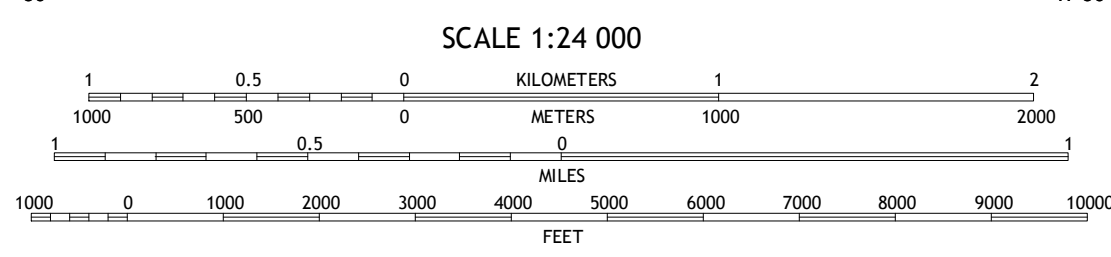 SCALE 1:24 000
1 0.5 0 KILOMETERS 1 2
1000 500 0 METERS 1000 2000
1 0.5 0 1
MILES
1000 0 1000 2000 3000 4000 5000 6000 7000 8000 9000 10000
FEET